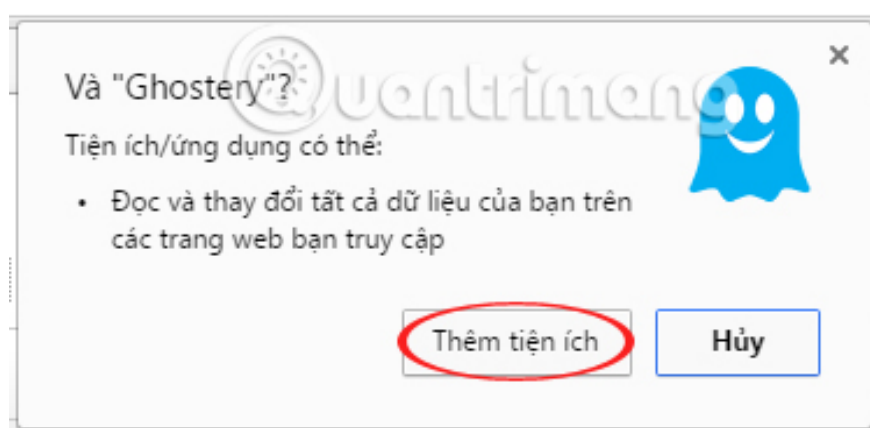 Quantrimang
Và "Ghostery"?
Tiện ích/ứng dụng có thể:
• Đọc và thay đổi tất cả dữ liệu của bạn trên
các trang web bạn truy cập
Thêm tiện ích
Hủy